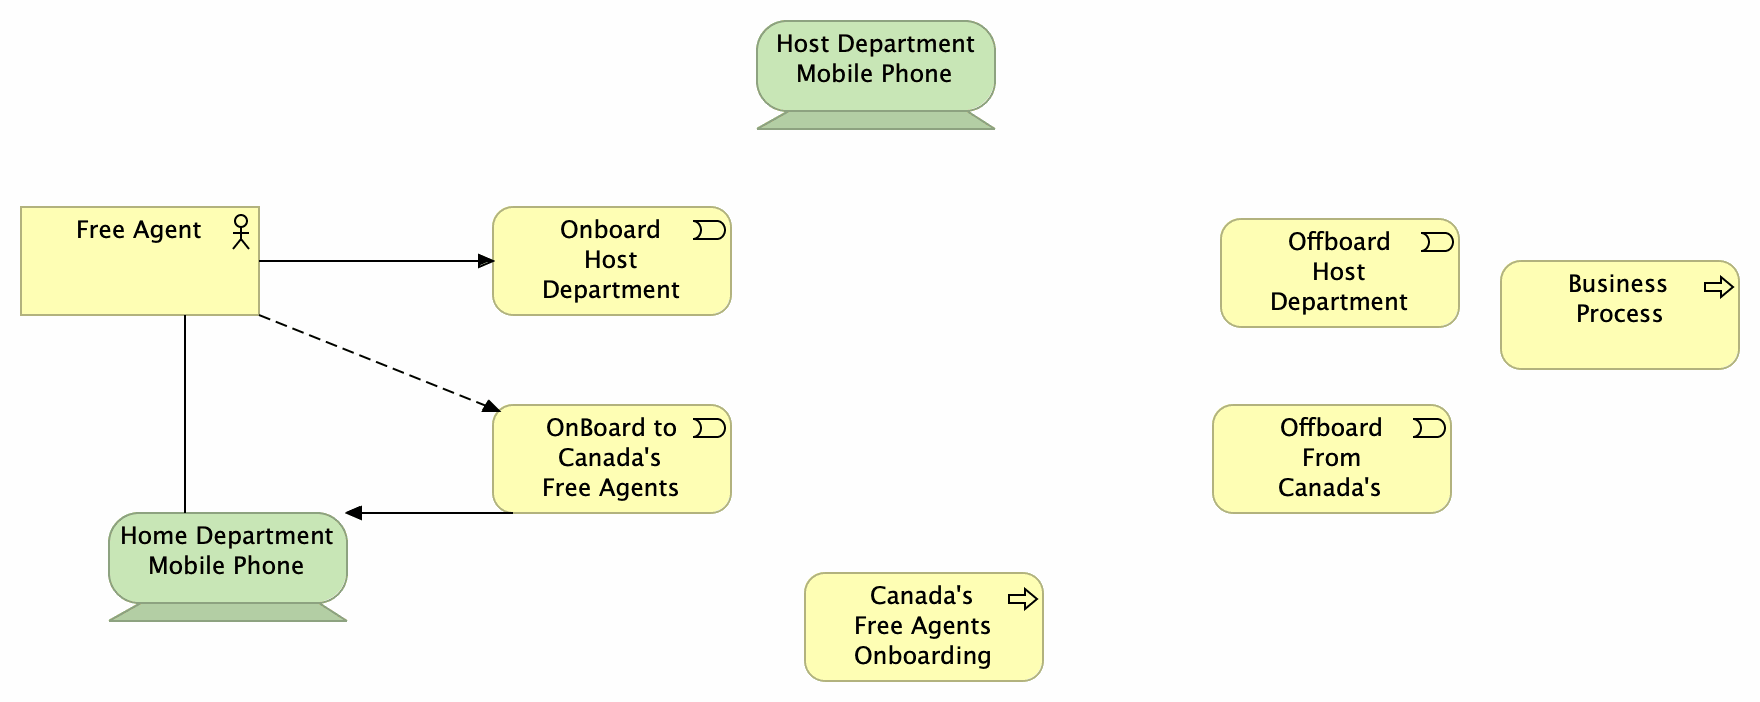 Host Department
Mobile Phone
Free Agent
Onboard
Host
Department
Offboard
Host
Department
Business
Process
OnBoard to
Canada's
Free Agents
Offboard
From
Canada's
Home Department
Mobile Phone
Canada's
Free Agents
Onboarding